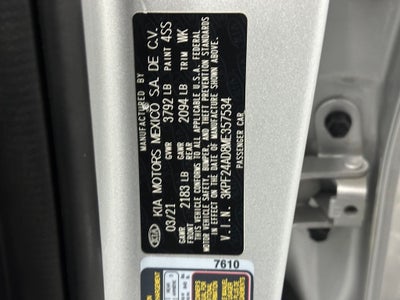 MANUFACTURED BY
KIA MOTORS MEXICO S.A. DE C.V.
03/21 GVWR 3792 LB PAINT 4SS
GAWR FRONT 2183 LB GAWR REAR 2094 LB TRIM WK
THIS VEHICLE CONFORMS TO ALL APPLICABLE U.S.A. FEDERAL
MOTOR VEHICLE SAFETY, BUMPER, AND THEFT PREVENTION STANDARDS
IN EFFECT ON THE DATE OF MANUFACTURE SHOWN ABOVE.
V.I.N. 3KPF24AD8ME357534
PASSENGER CAR
7610